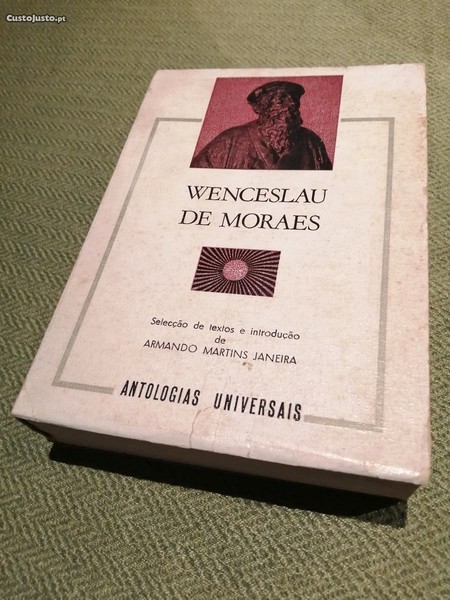 CustoJusto.pt
WENCESLAU
DE MORAES
Selecção de textos e introdução
de
ARMANDO MARTINS JANEIRA
ANTOLOGIAS UNIVERSAIS